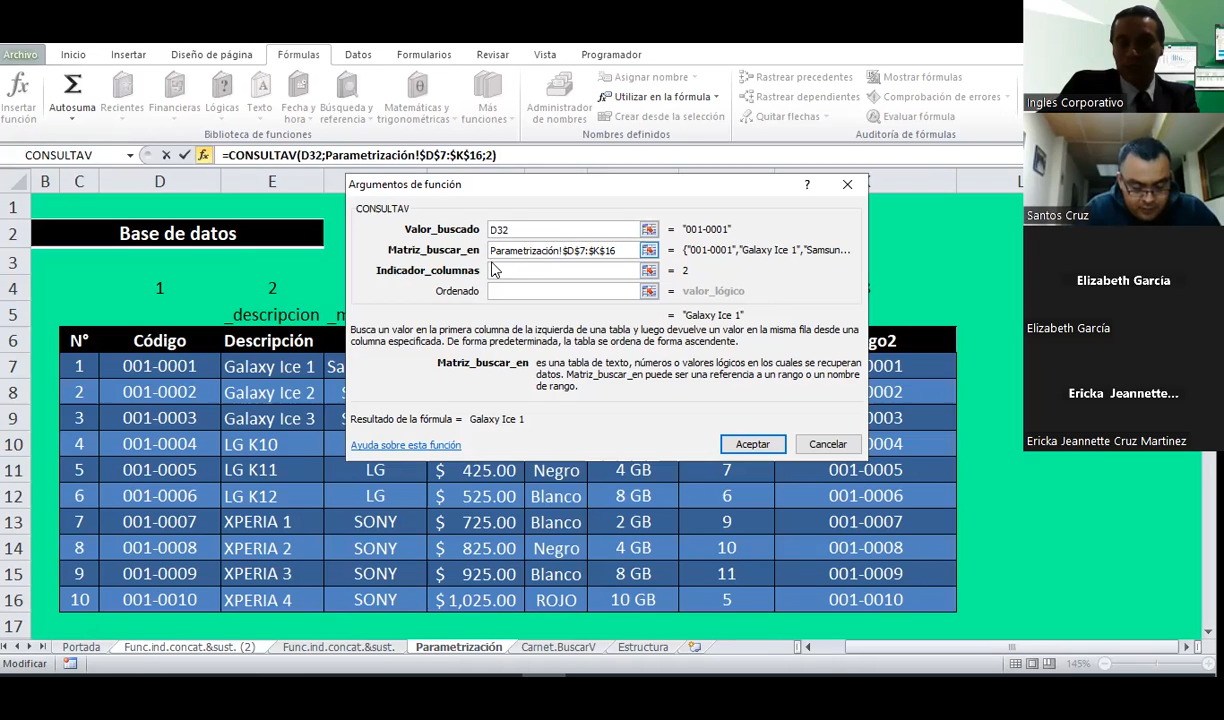 Archivo Inicio Insertar Diseño de página Fórmulas Datos Formularios Revisar Vista Programador
Insertar función
Autosuma Recientes Financieras Lógicas Texto Fecha y hora Búsqueda y referencia Matemáticas y trigonométricas Más funciones
Biblioteca de funciones
Administrador de nombres
Asignar nombre
Utilizar en la fórmula
Crear desde la selección
Nombres definidos
Rastrear precedentes
Rastrear dependientes
Quitar flechas
Mostrar fórmulas
Comprobación de errores
Evaluar fórmula
Auditoría de fórmulas
CONSULTAV =CONSULTAV(D32;Parametrización!$D$7:$K$16;2)
B C D E L
1
2 Base de datos
3
4 1 2
5 _descripcion
6 N° Código Descripción
7 1 001-0001 Galaxy Ice 1
8 2 001-0002 Galaxy Ice 2
9 3 001-0003 Galaxy Ice 3
10 4 001-0004 LG K10
11 5 001-0005 LG K11 LG $ 425.00 Negro 4 GB 7 001-0005
12 6 001-0006 LG K12 LG $ 525.00 Blanco 8 GB 6 001-0006
13 7 001-0007 XPERIA 1 SONY $ 725.00 Blanco 2 GB 9 001-0007
14 8 001-0008 XPERIA 2 SONY $ 825.00 Negro 4 GB 10 001-0008
15 9 001-0009 XPERIA 3 SONY $ 925.00 Blanco 8 GB 11 001-0009
16 10 001-0010 XPERIA 4 SONY $ 1,025.00 ROJO 10 GB 5 001-0010
17
Argumentos de función ?
CONSULTAV
Valor_buscado D32 = "001-0001"
Matriz_buscar_en Parametrización!$D$7:$K$16 = {"001-0001","Galaxy Ice 1","Samsun...
Indicador_columnas = 2
Ordenado = valor_lógico
= "Galaxy Ice 1"
Busca un valor en la primera columna de la izquierda de una tabla y luego devuelve un valor en la misma fila desde una
columna especificada. De forma predeterminada, la tabla se ordena de forma ascendente.
Matriz_buscar_en es una tabla de texto, números o valores lógicos en los cuales se recuperan
datos. Matriz_buscar_en puede ser una referencia a un rango o un nombre
de rango.
Resultado de la fórmula = Galaxy Ice 1
Ayuda sobre esta función
Aceptar Cancelar
Portada Func.ind.concat.&sust. (2) Func.ind.concat.&sust. Parametrización Carnet.BuscarV Estructura
Modificar 145%
Ingles Corporativo
Santos Cruz
Elizabeth García
Elizabeth García
Ericka Jeannette...
Ericka Jeannette Cruz Martinez